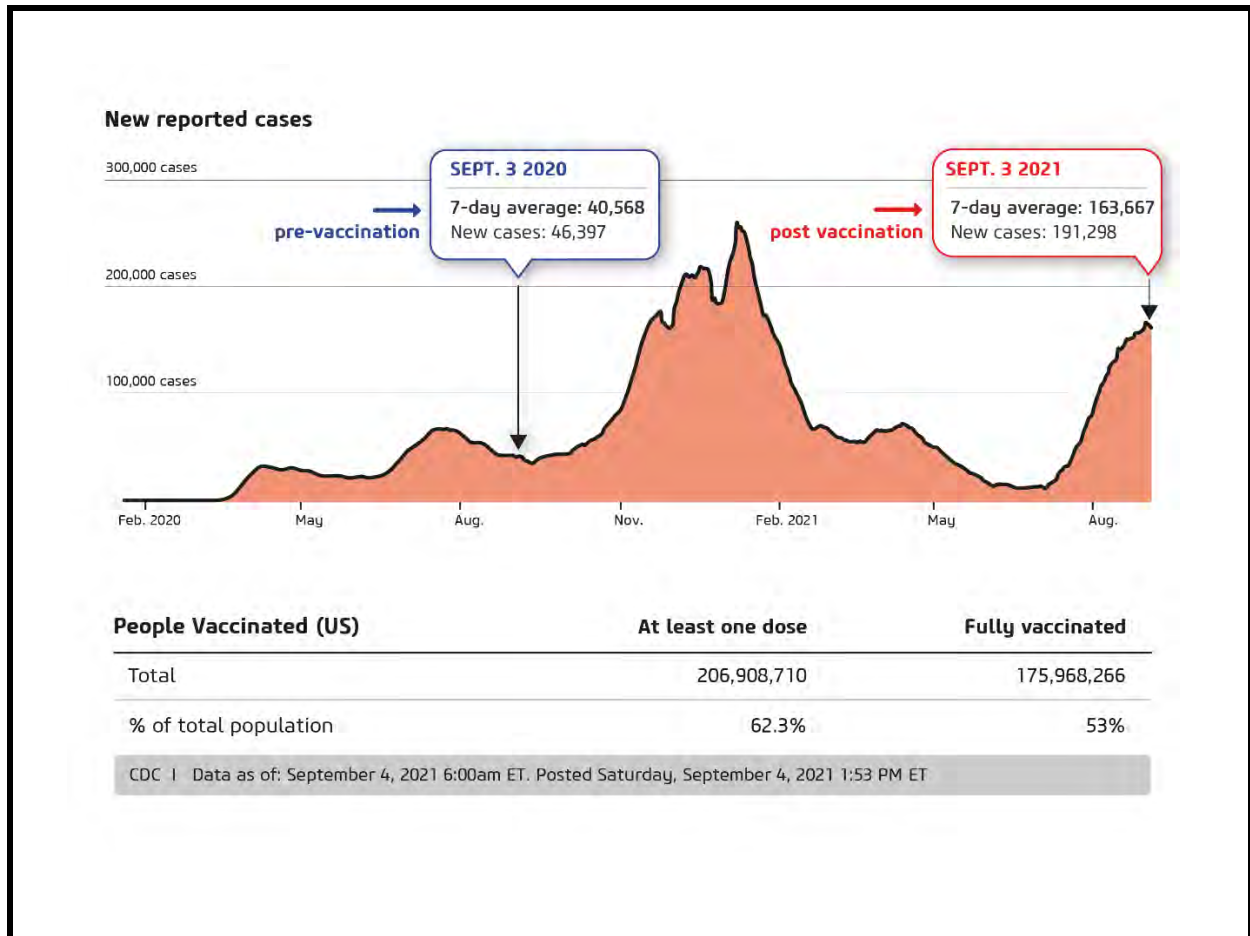 New reported cases
300,000 cases
SEPT. 3 2020
7-day average: 40,568
New cases: 46,397
pre-vaccination
SEPT. 3 2021
7-day average: 163,667
New cases: 191,298
post vaccination
200,000 cases
100,000 cases
Feb. 2020 May Aug. Nov. Feb. 2021 May Aug.
People Vaccinated (US) At least one dose Fully vaccinated
Total 206,908,710 175,968,266
% of total population 62.3% 53%
CDC | Data as of: September 4, 2021 6:00am ET. Posted Saturday, September 4, 2021 1:53 PM ET